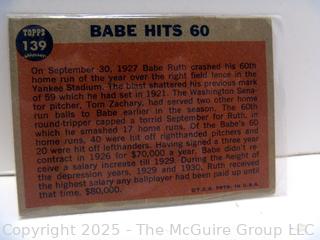 TOPPS
139
BABE HITS 60
On September 30, 1927 Babe Ruth crashed his 60th
home run of the year over the right field fence in the
Yankee Stadium. The blast shattered his previous mark
of 59 which he had set in 1921. The Washington Sena-
tor pitcher, Tom Zachary, had served two other home
run balls to Babe earlier in the season. The 60th
round-tripper capped a torrid September for Ruth, in
which he smashed 17 home runs. Of the Babe's 60
home runs, 40 were hit off righthanded pitchers and
20 were hit off lefthanders. Having signed a three year
contract in 1926 for $70,000 a year. Babe didn't re-
ceive a salary increase till 1929. During the height of
the depression years, 1929 and 1930, Ruth received
the highest salary any ballplayer had been paid up until
that time, $80,000.
©T.C.G. PRTD. IN U.S.A.
Copyright 2025 - The McGuire Group LLC